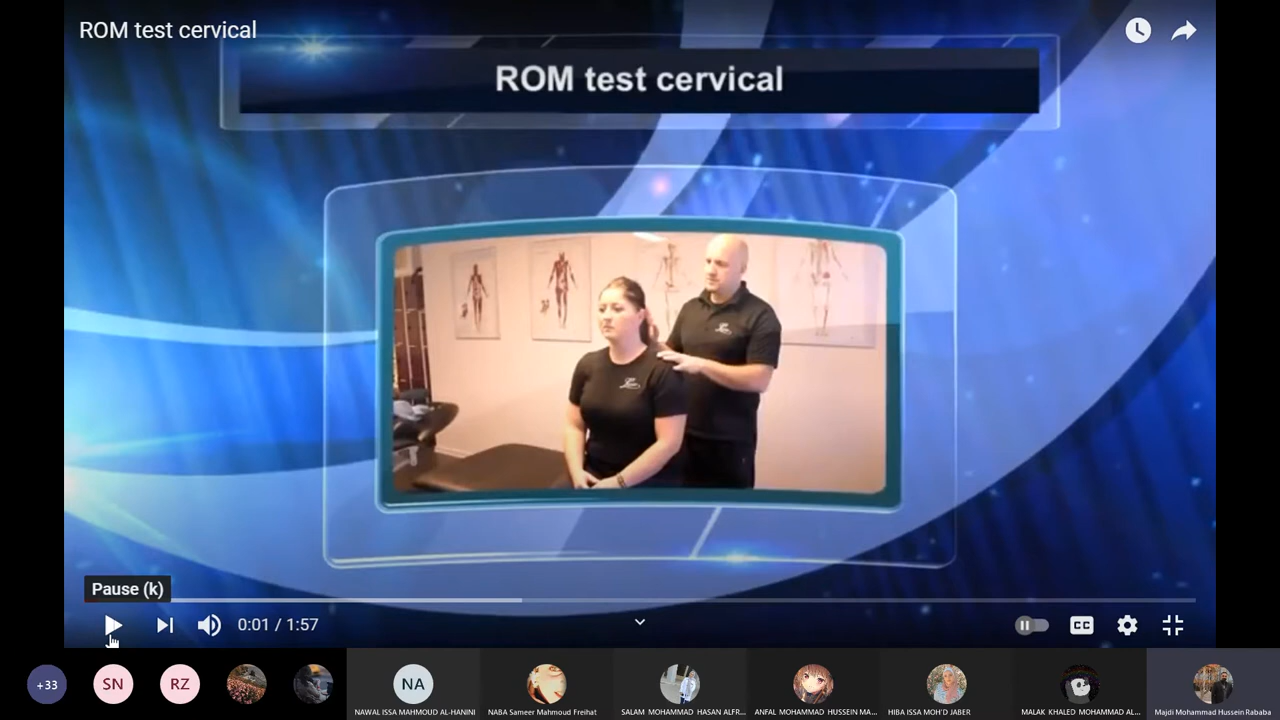 ROM test cervical
ROM test cervical
Pause (k)
0:01 / 1:57
CC
+33
SN
RZ
NA
NAWAL ISSA MAHMOUD AL-HANINI
NABA Sameer Mahmoud Freihat
SALAM MOHAMMAD HASAN ALFR...
ANFAL MOHAMMAD HUSSEIN MA...
HIBA ISSA MOH'D JABER
MALAK KHALED MOHAMMAD AL...
Majdi Mohammad Hussein Rababa